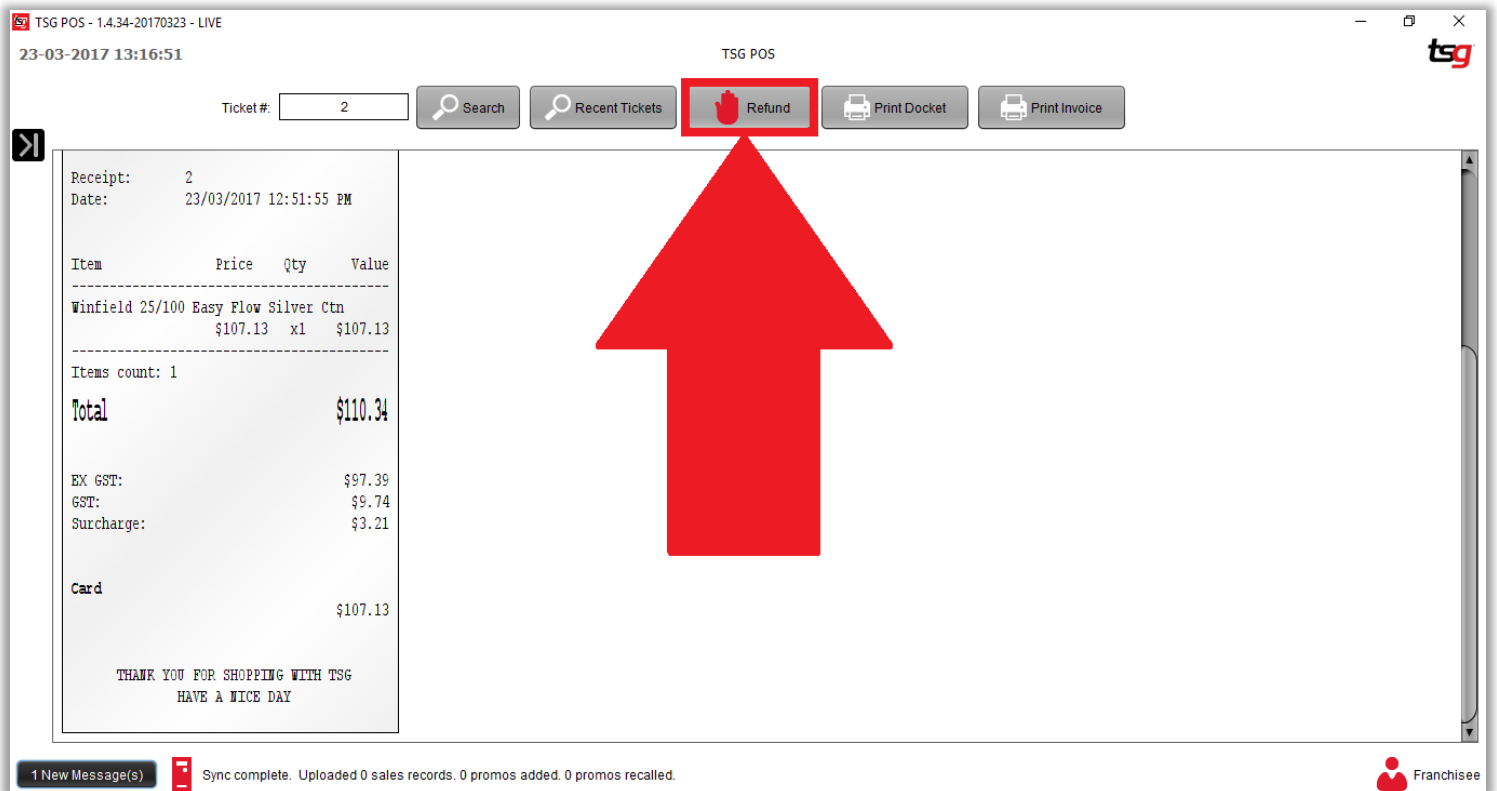 TSG POS - 1.4.34-20170323 - LIVE
23-03-2017 13:16:51
TSG POS
tsg
Ticket #: 2 Search Recent Tickets Refund Print Docket Print Invoice
Receipt: 2
Date: 23/03/2017 12:51:55 PM
Item Price Qty Value
----------------------------------------
Winfield 25/100 Easy Flow Silver Ctn
$107.13 x1 $107.13
----------------------------------------
Items count: 1
Total $110.34
EX GST: $97.39
GST: $9.74
Surcharge: $3.21
Card
$107.13
THANK YOU FOR SHOPPING WITH TSG
HAVE A NICE DAY
1 New Message(s) Sync complete. Uploaded 0 sales records. 0 promos added. 0 promos recalled. Franchisee